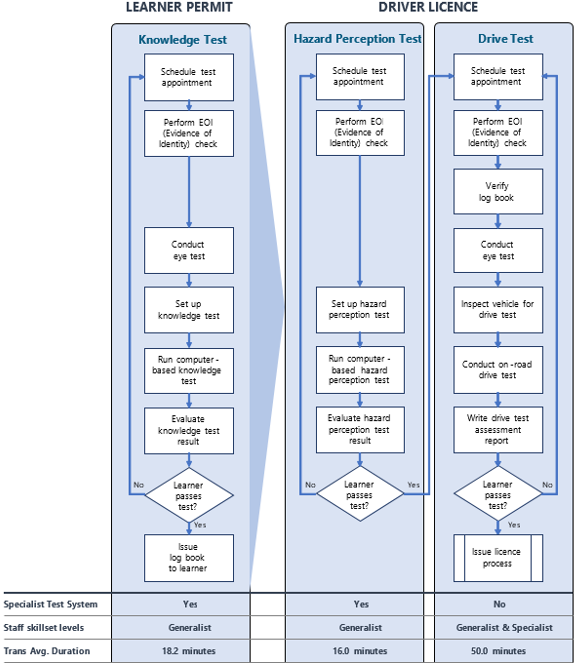 LEARNER PERMIT
DRIVER LICENCE
Knowledge Test
Schedule test
appointment
Perform EOI
(Evidence of
Identity) check
Conduct
eye test
Set up
knowledge test
Run computer-
based knowledge
test
Evaluate
knowledge test
result
Learner
passes
test?
No
Yes
Issue
log book
to learner
Hazard Perception Test
Schedule test
appointment
Perform EOI
(Evidence of
Identity) check
Set up hazard
perception test
Run computer-
based hazard
perception test
Evaluate hazard
perception test
result
Learner
passes
test?
No
Yes
Drive Test
Schedule test
appointment
Perform EOI
(Evidence of
Identity) check
Verify
log book
Conduct
eye test
Inspect vehicle for
drive test
Conduct on-road
drive test
Write drive test
assessment
report
Learner
passes
test?
No
Yes
Issue licence
process
Specialist Test System Yes Yes No
Staff skillset levels Generalist Generalist Generalist & Specialist
Trans Avg. Duration 18.2 minutes 16.0 minutes 50.0 minutes